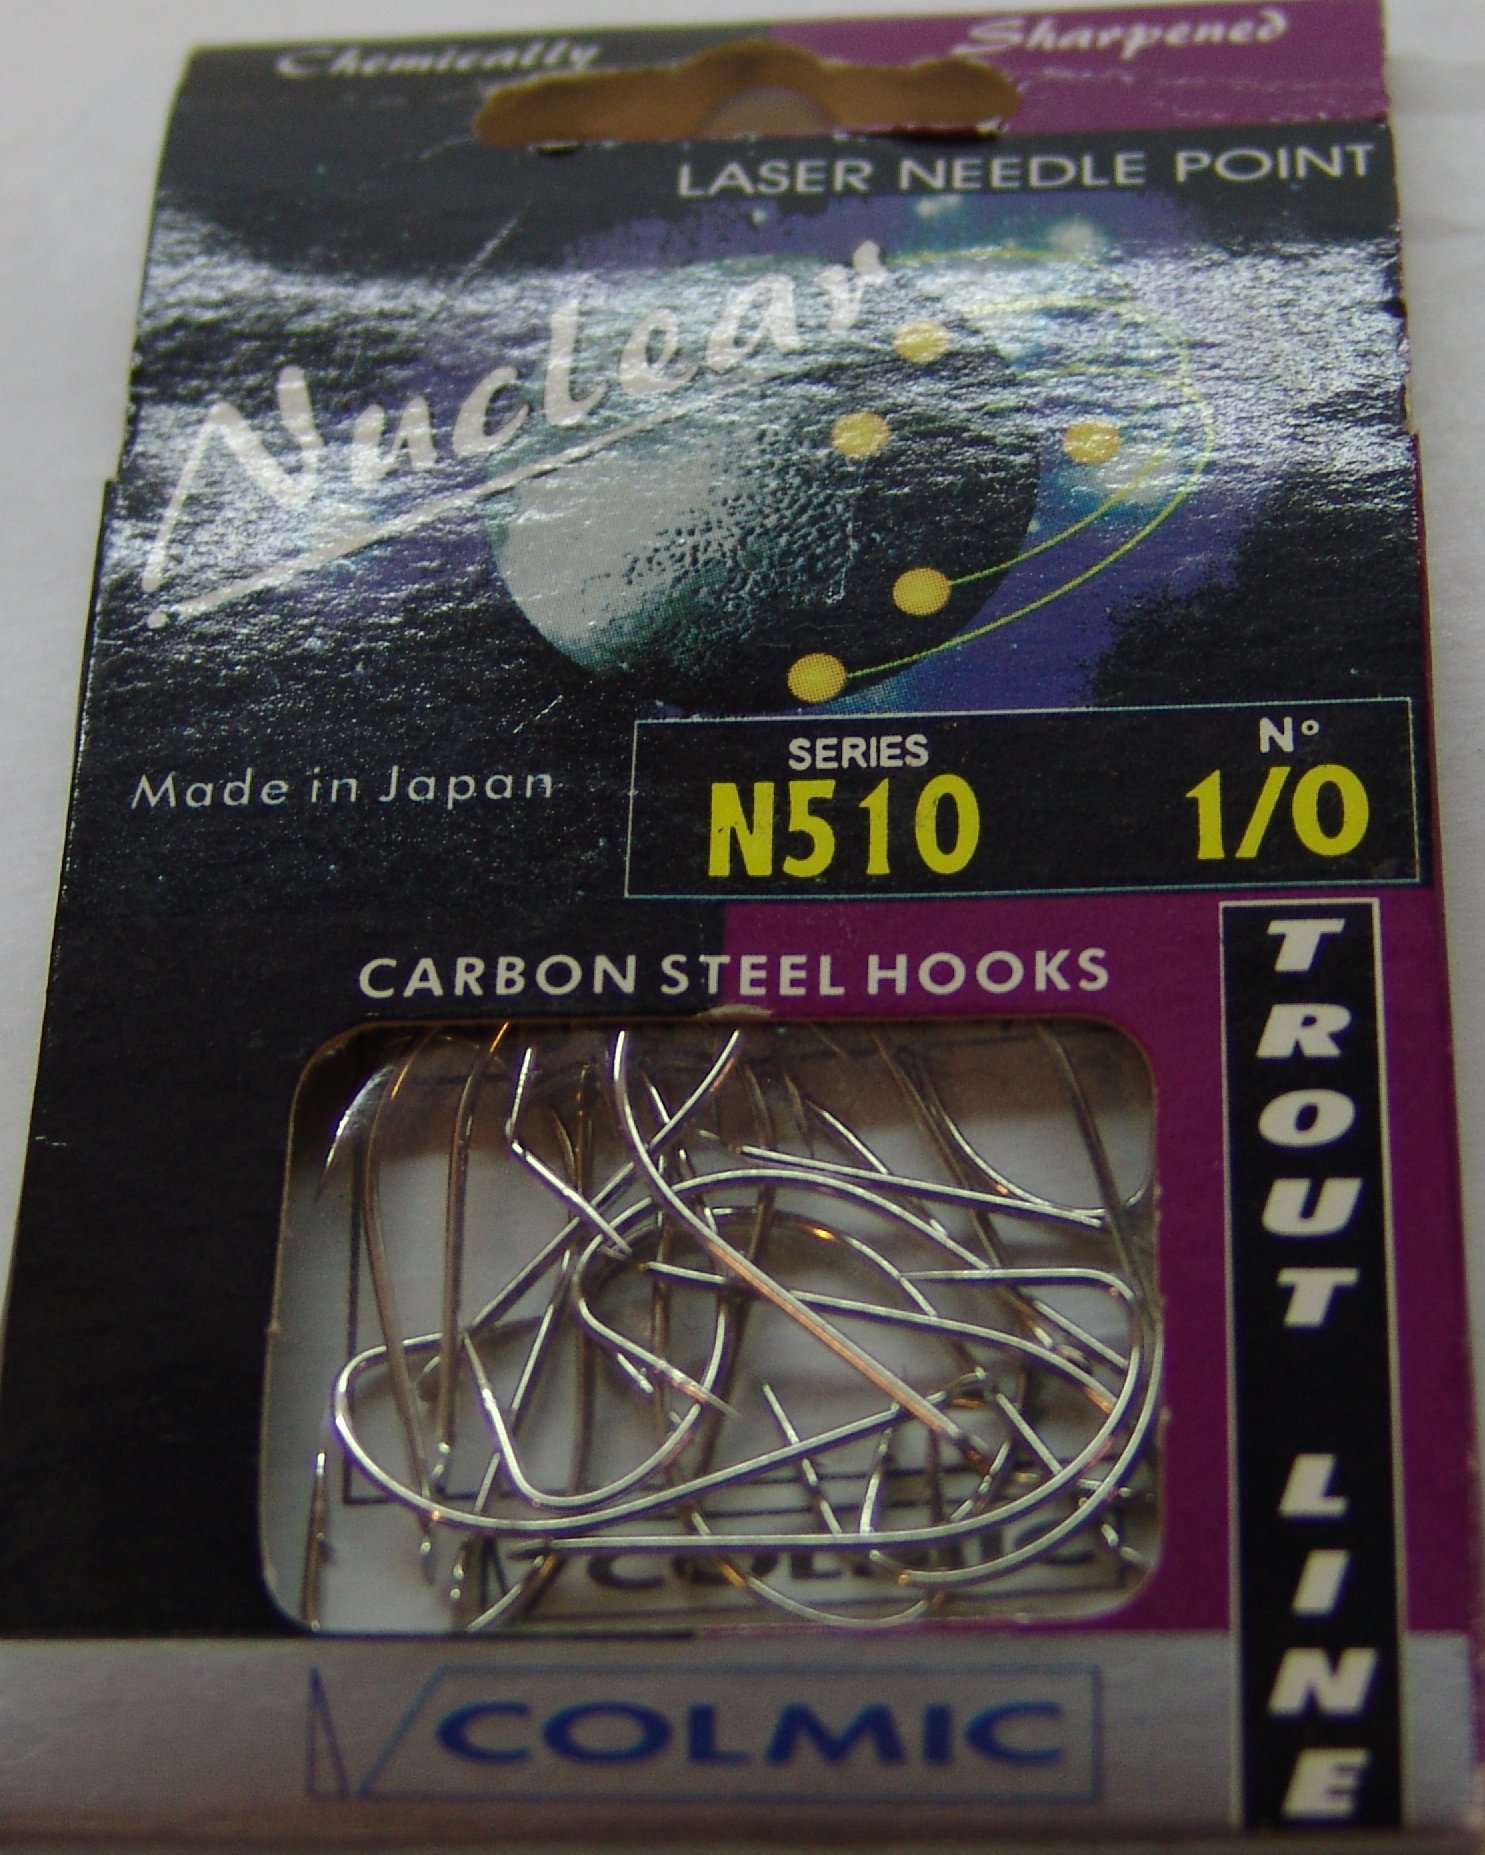 Chemically Sharpened
LASER NEEDLE POINT
Nuclear
SERIES N°
Made in Japan N510 1/0
CARBON STEEL HOOKS
TROUT LINE
COLMIC
COLMIC